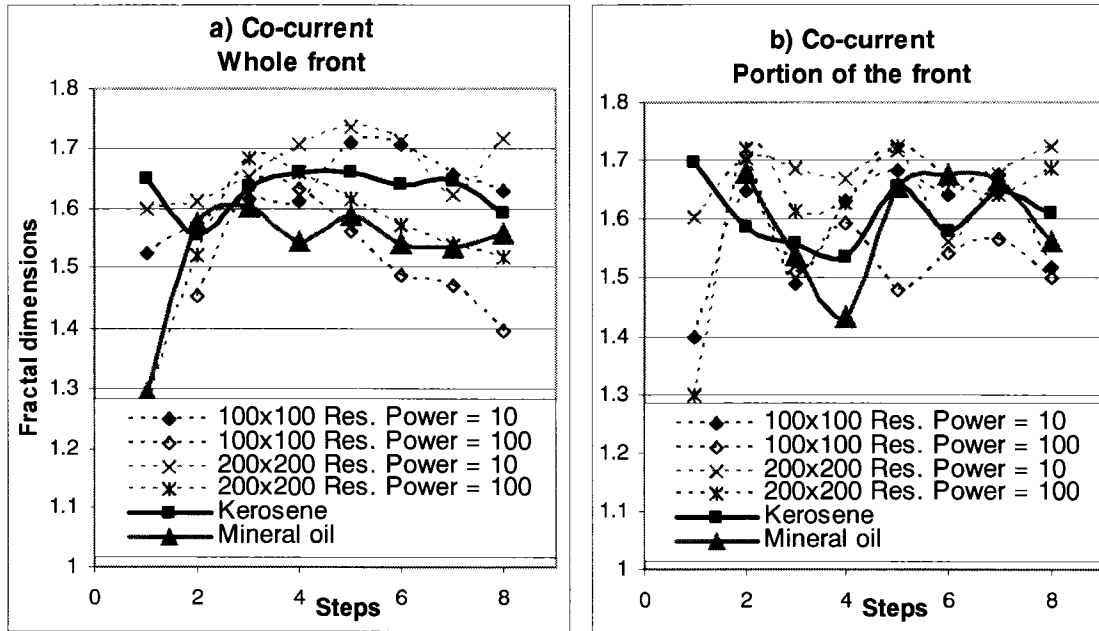 a) Co-current
Whole front
1.8
1.7
1.6
1.5
1.4
1.3
1.2
1.1
1
Fractal dimensions
100x100 Res. Power = 10
100x100 Res. Power = 100
200x200 Res. Power = 10
200x200 Res. Power = 100
Kerosene
Mineral oil
0
2
4
6
8
Steps
b) Co-current
Portion of the front
1.8
1.7
1.6
1.5
1.4
1.3
1.2
1.1
1
100x100 Res. Power = 10
100x100 Res. Power = 100
200x200 Res. Power = 10
200x200 Res. Power = 100
Kerosene
Mineral oil
0
2
4
6
8
Steps